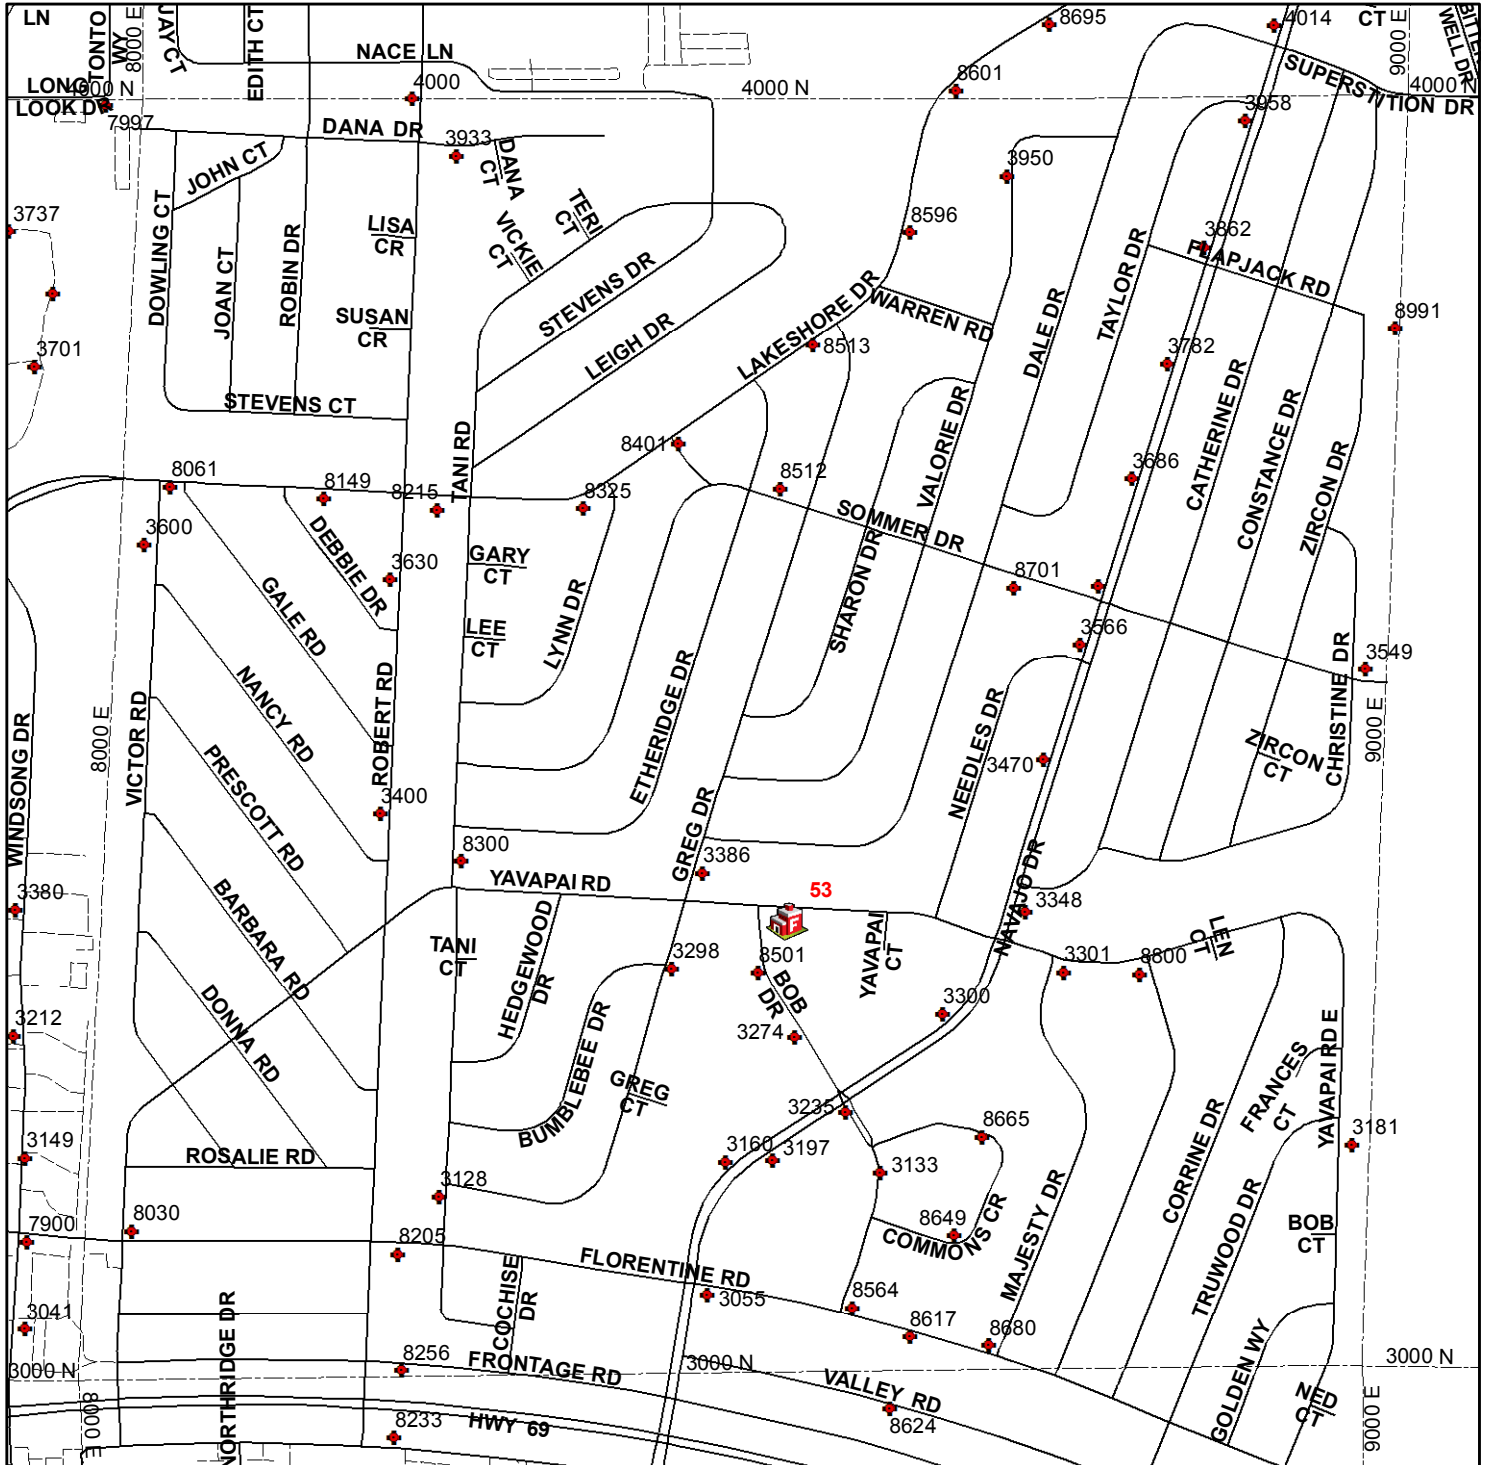 LN
TONTO
WY
8000 E
JAY CT
EDITH CT
NACE LN
8695
4014
CT
9000 E
BITTER
WELL DR
LONG
LOOK DR
4000 N
7997
4000
4000 N
8601
SUPERSTITION DR
4000 N
3958
DANA DR
3933
DANA
CT
JOHN CT
3950
3737
DOWLING CT
JOAN CT
ROBIN DR
LISA
CR
VICKIE
CT
TERI
CT
8596
3862
FLAPJACK RD
STEVENS DR
LAKESHORE DR
WARREN RD
DALE DR
TAYLOR DR
SUSAN
CR
LEIGH DR
8513
8991
3701
3782
STEVENS CT
TANI RD
8401
VALORIE DR
CATHERINE DR
CONSTANCE DR
ZIRCON DR
8061
8149
8215
8325
8512
3686
3600
DEBBIE DR
3630
GARY
CT
SOMMER DR
8701
GALE RD
LEE
CT
LYNN DR
SHARON DR
3566
3549
NANCY RD
ROBERT RD
ETHERIDGE DR
CHRISTINE DR
WINDSONG DR
8000 E
VICTOR RD
PRESCOTT RD
NEEDLES DR
3470
ZIRCON
CT
9000 E
3400
GREG DR
8300
3386
YAVAPAI RD
53
NAVAJO DR
3380
BARBARA RD
TANI
CT
HEDGEWOOD
DR
3298
8501
BOB
DR
YAVAPAI
CT
3348
3301
8800
LEN
CT
3212
DONNA RD
BUMBLEBEE DR
3274
3300
YAVAPAI RD E
GREG
CT
FRANCES
CT
3235
8665
CORRINE DR
3149
ROSALIE RD
3160
3197
3133
3181
3128
MAJESTY DR
TRUWOOD DR
7900
8030
8205
8649
COMMONS CR
BOB
CT
FLORENTINE RD
COCHISE
DR
3055
8564
3041
NORTHRIDGE DR
8617
8680
GOLDEN WY
3000 N
8256
FRONTAGE RD
3000 N
3000 N
VALLEY RD
8000 E
8233
HWY 69
8624
NED
CT
9000 E